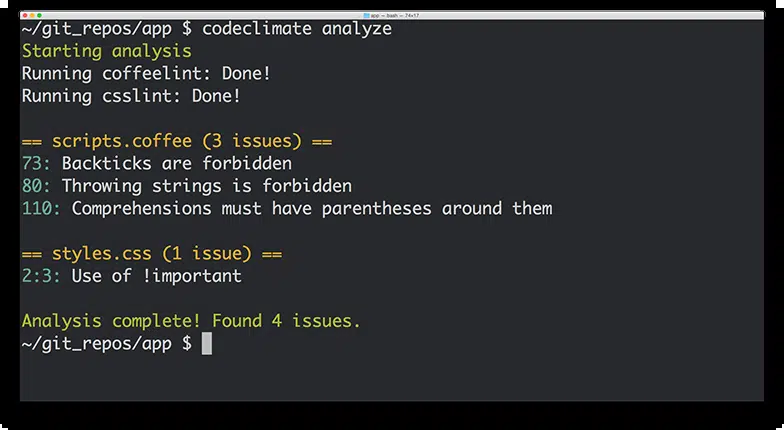 app — bash — 74×17
~/git_repos/app $ codeclimate analyze
Starting analysis
Running coffeelint: Done!
Running csslint: Done!
== scripts.coffee (3 issues) ==
73: Backticks are forbidden
80: Throwing strings is forbidden
110: Comprehensions must have parentheses around them
== styles.css (1 issue) ==
2:3: Use of !important
Analysis complete! Found 4 issues.
~/git_repos/app $